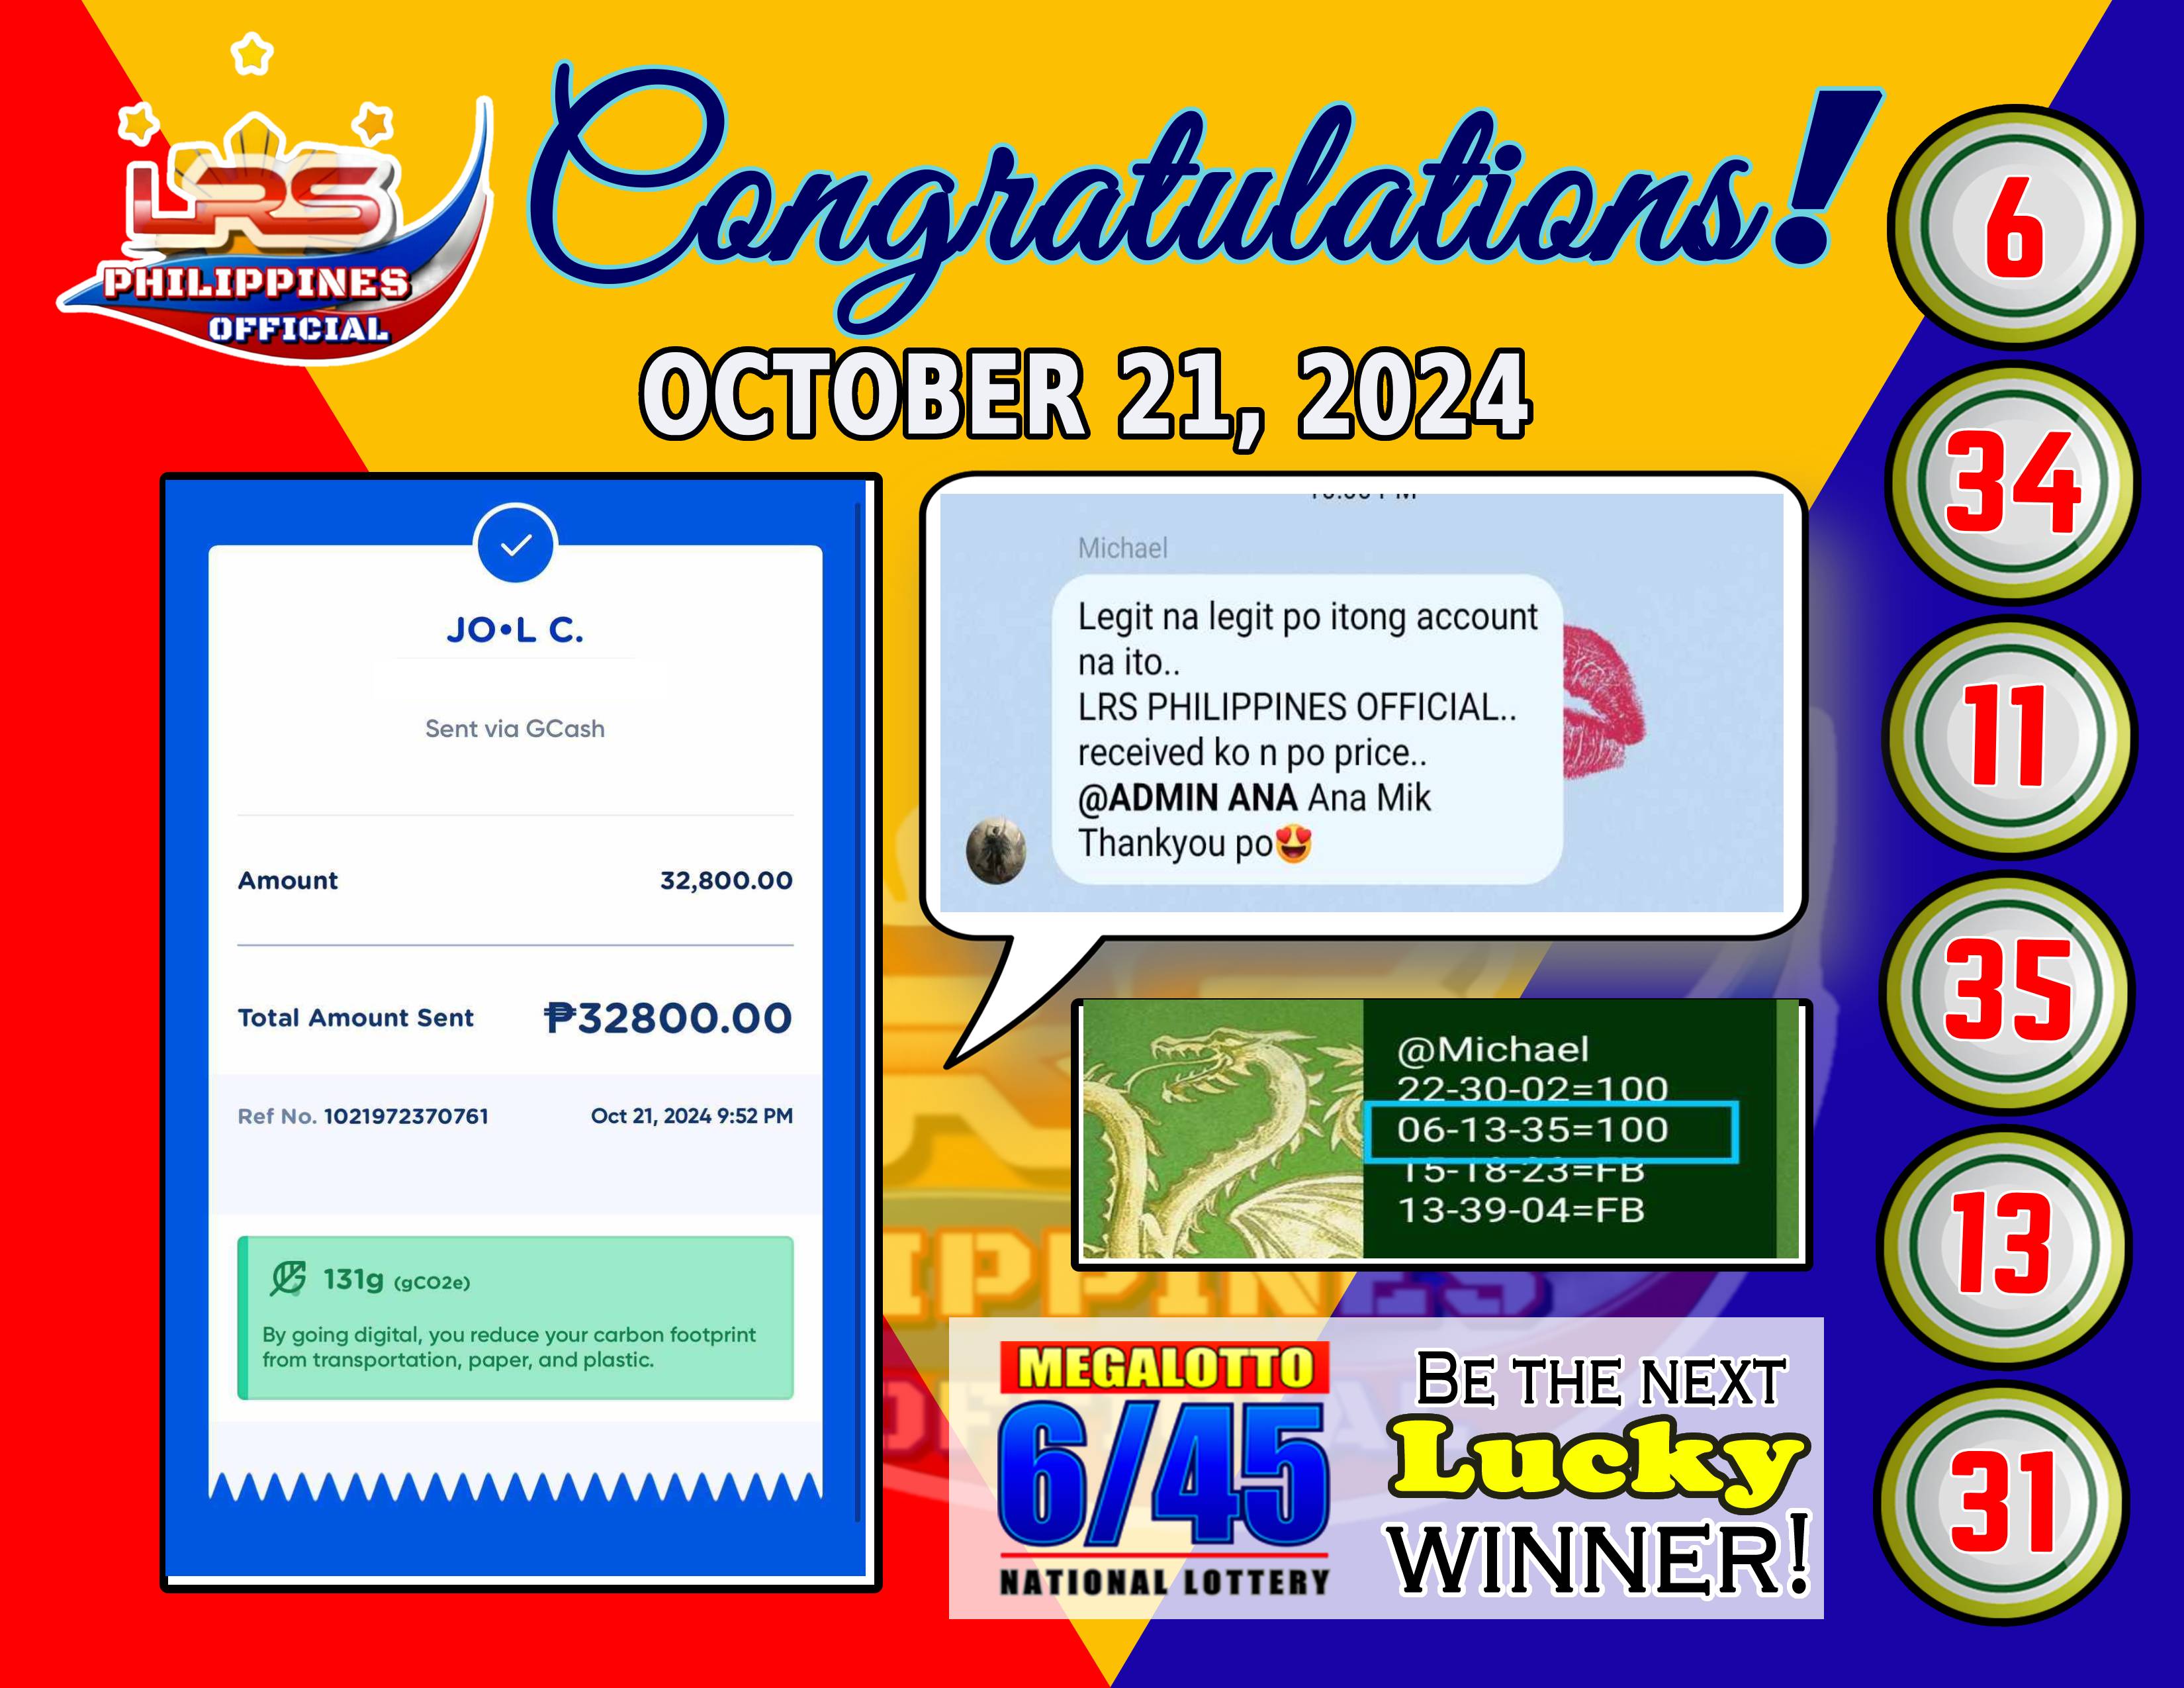 LRS
PHILIPPINES
OFFICIAL
Congratulations!
OCTOBER 21, 2024
JO•L C.
Sent via GCash
Amount 32,800.00
Total Amount Sent ₱32800.00
Ref No. 1021972370761 Oct 21, 2024 9:52 PM
131g (gCO2e)
By going digital, you reduce your carbon footprint
from transportation, paper, and plastic.
Michael
Legit na legit po itong account
na ito..
LRS PHILIPPINES OFFICIAL..
received ko n po price..
@ADMIN ANA Ana Mik
Thankyou po😍
@Michael
22-30-02=100
06-13-35=100
15-18-23=FB
13-39-04=FB
MEGALOTTO
6/45
NATIONAL LOTTERY
BE THE NEXT
Lucky
WINNER!
6
34
11
35
13
31